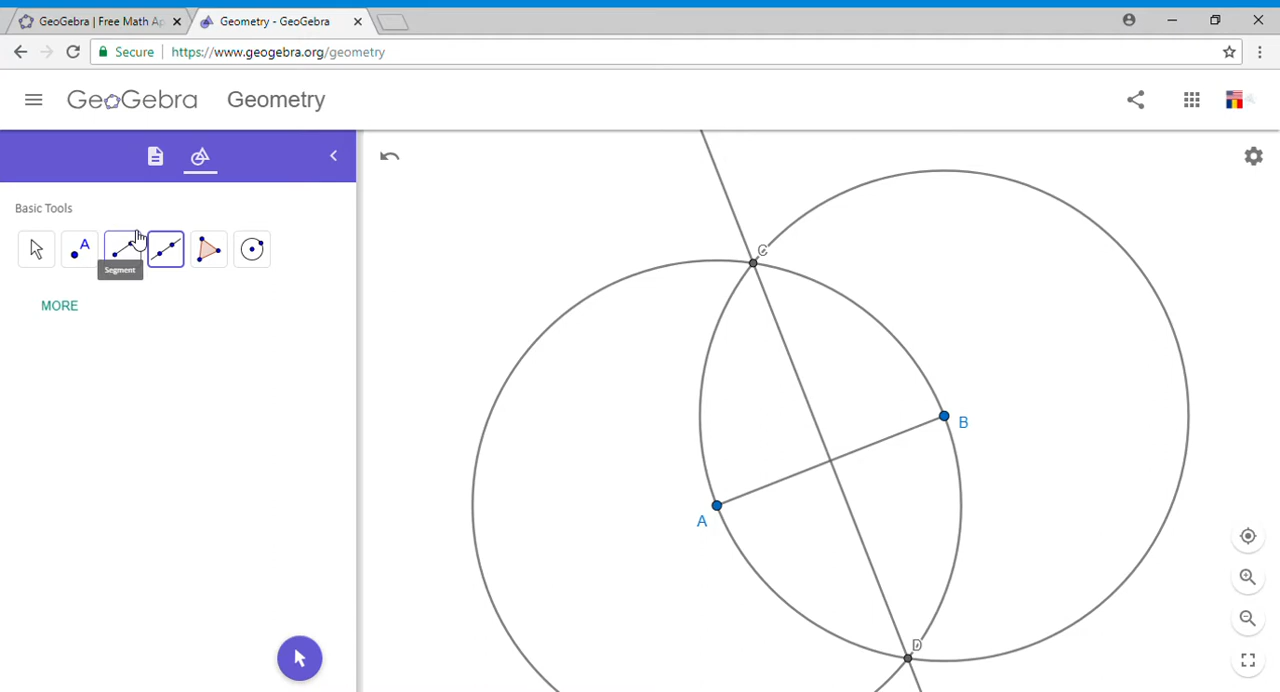 GeoGebra | Free Math Ap
Geometry - GeoGebra
Secure | https://www.geogebra.org/geometry
GeoGebra Geometry
Basic Tools
A
Segment
MORE
C
B
A
D